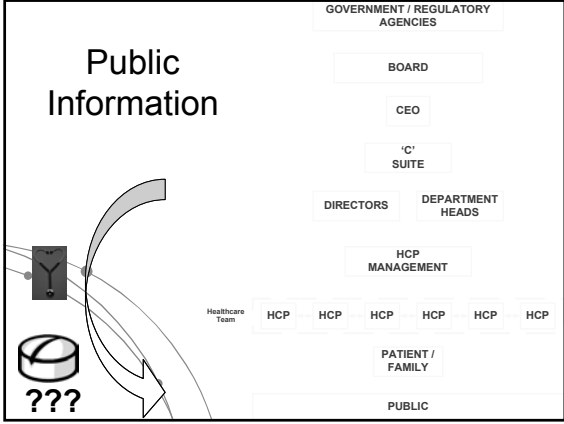 GOVERNMENT / REGULATORY
AGENCIES
Public
Information
BOARD
CEO
‘C’
SUITE
DIRECTORS
DEPARTMENT
HEADS
HCP
MANAGEMENT
Healthcare
Team
HCP HCP HCP HCP HCP HCP
PATIENT /
FAMILY
???
PUBLIC